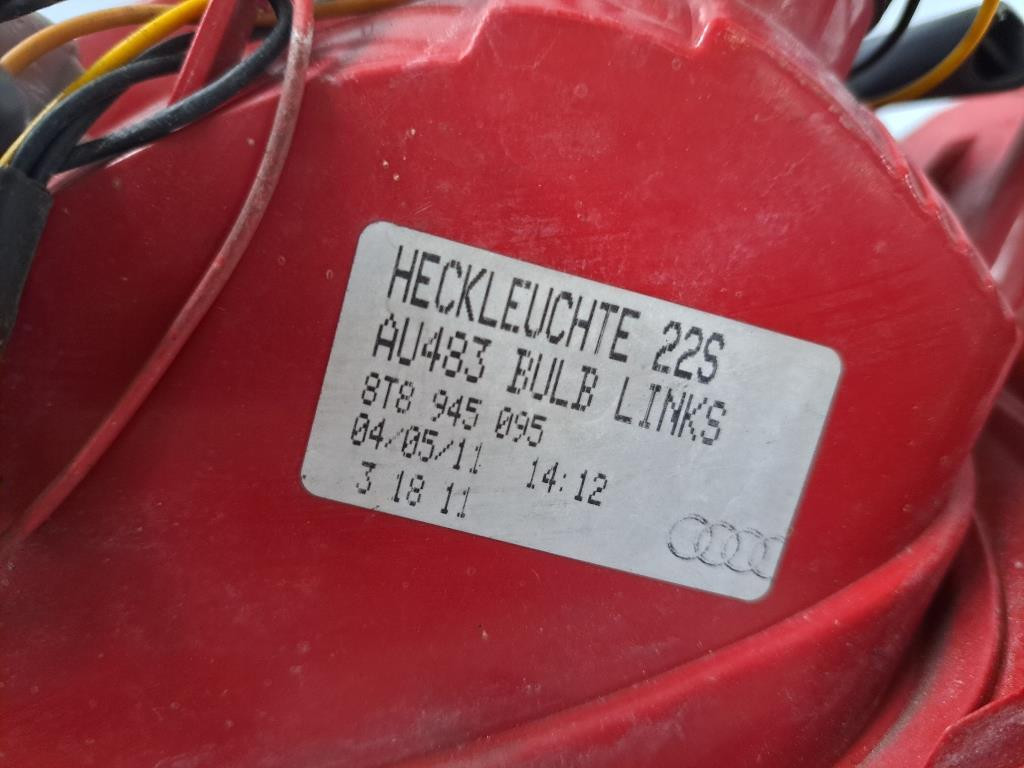 HECKLEUCHTE 22S
AU483 BULB LINKS
8T8 945 095
04/05/11 14:12
3 18 11